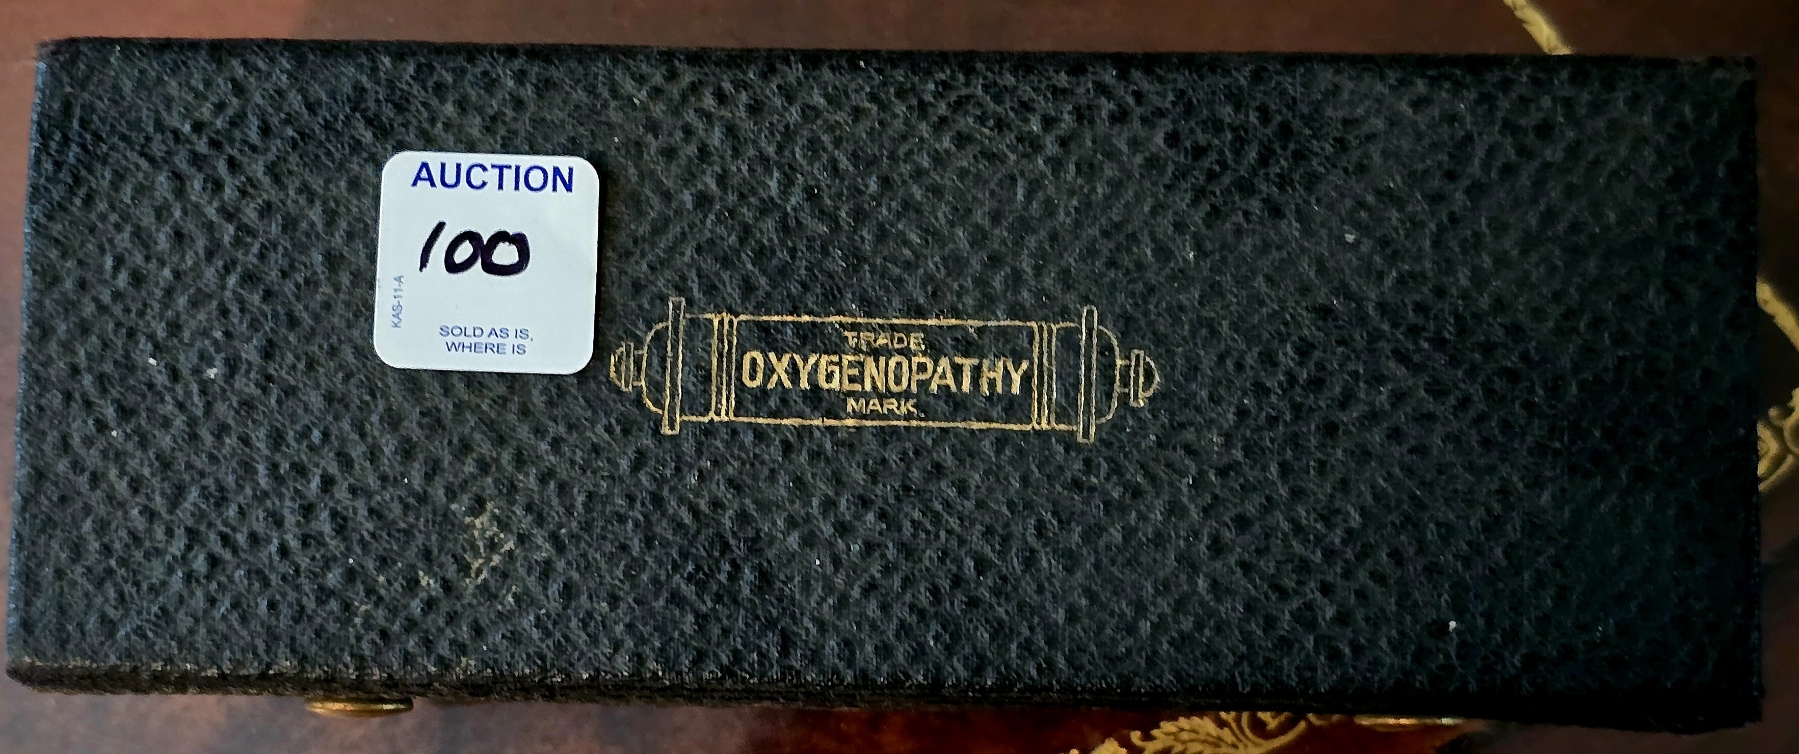 AUCTION
100
KAS-11-A
SOLD AS IS,
WHERE IS
TRADE
OXYGENOPATHY
MARK.